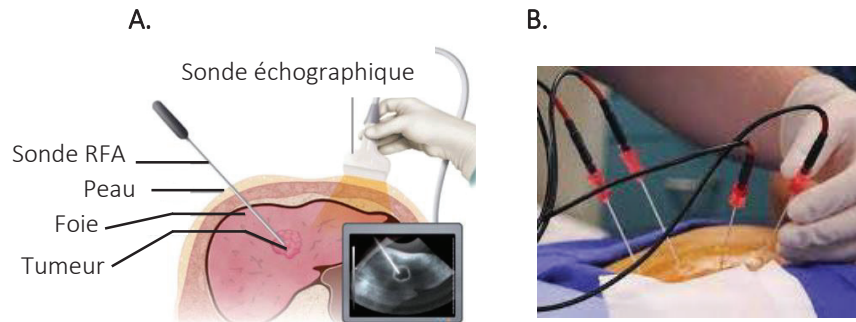 A.
B.
Sonde échographique
Sonde RFA
Peau
Foie
Tumeur